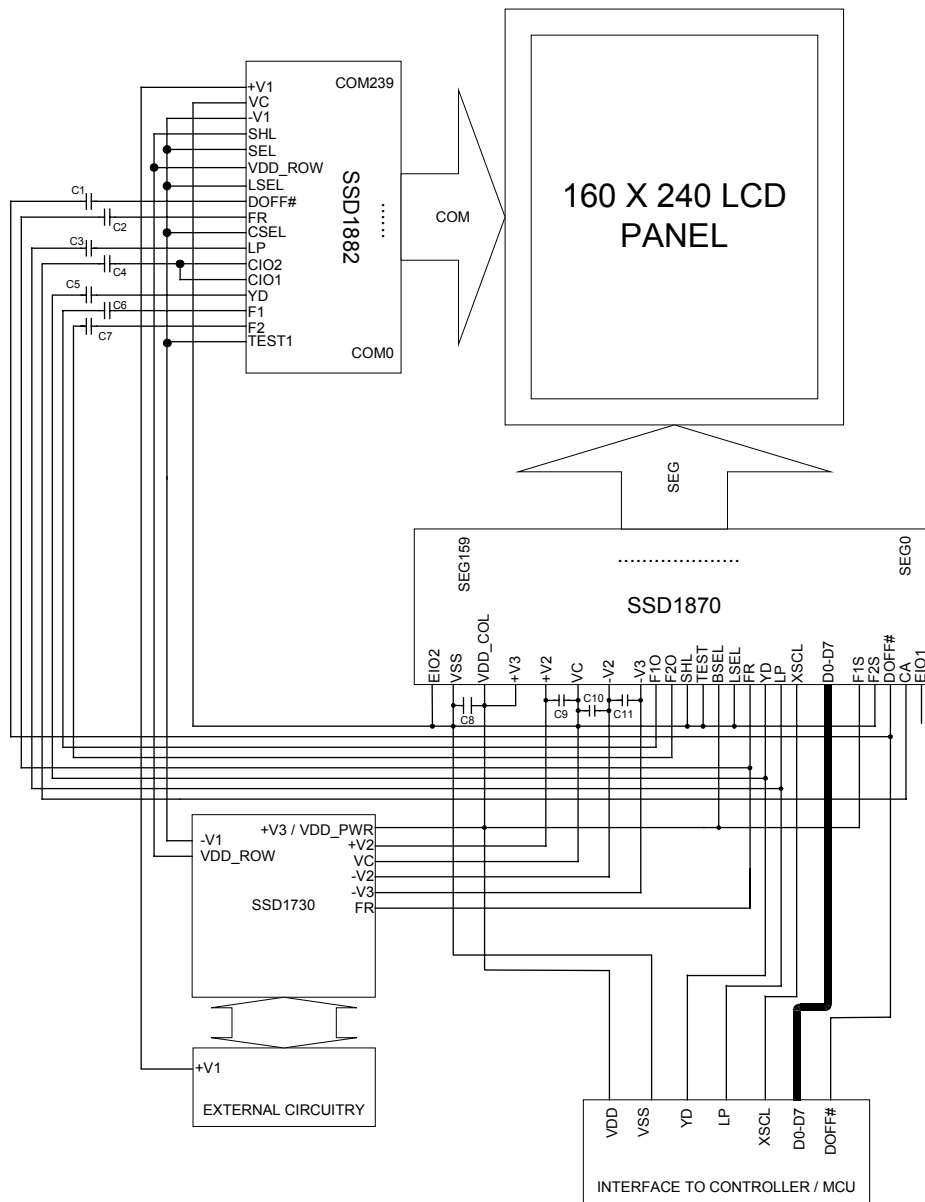 +V1
VC
-V1
SHL
SEL
VDD_ROW
LSEL
DOFF#
FR
CSEL
LP
CIO2
CIO1
YD
F1
F2
TEST1
COM239
SSD1882
......
COM0
C1
C2
C3
C4
C5
C6
C7
COM
160 X 240 LCD
PANEL
SEG
SEG159
SEG0
....................
SSD1870
EIO2
VSS
VDD_COL
+V3
+V2
VC
-V2
-V3
F1O
F2O
SHL
TEST
BSEL
LSEL
FR
YD
LP
XSCL
D0-D7
F1S
F2S
DOFF#
CA
EIO1
C8
C9
C10
C11
-V1
VDD_ROW
+V3 / VDD_PWR
+V2
VC
-V2
-V3
FR
SSD1730
+V1
EXTERNAL CIRCUITRY
VDD
VSS
YD
LP
XSCL
D0-D7
DOFF#
INTERFACE TO CONTROLLER / MCU